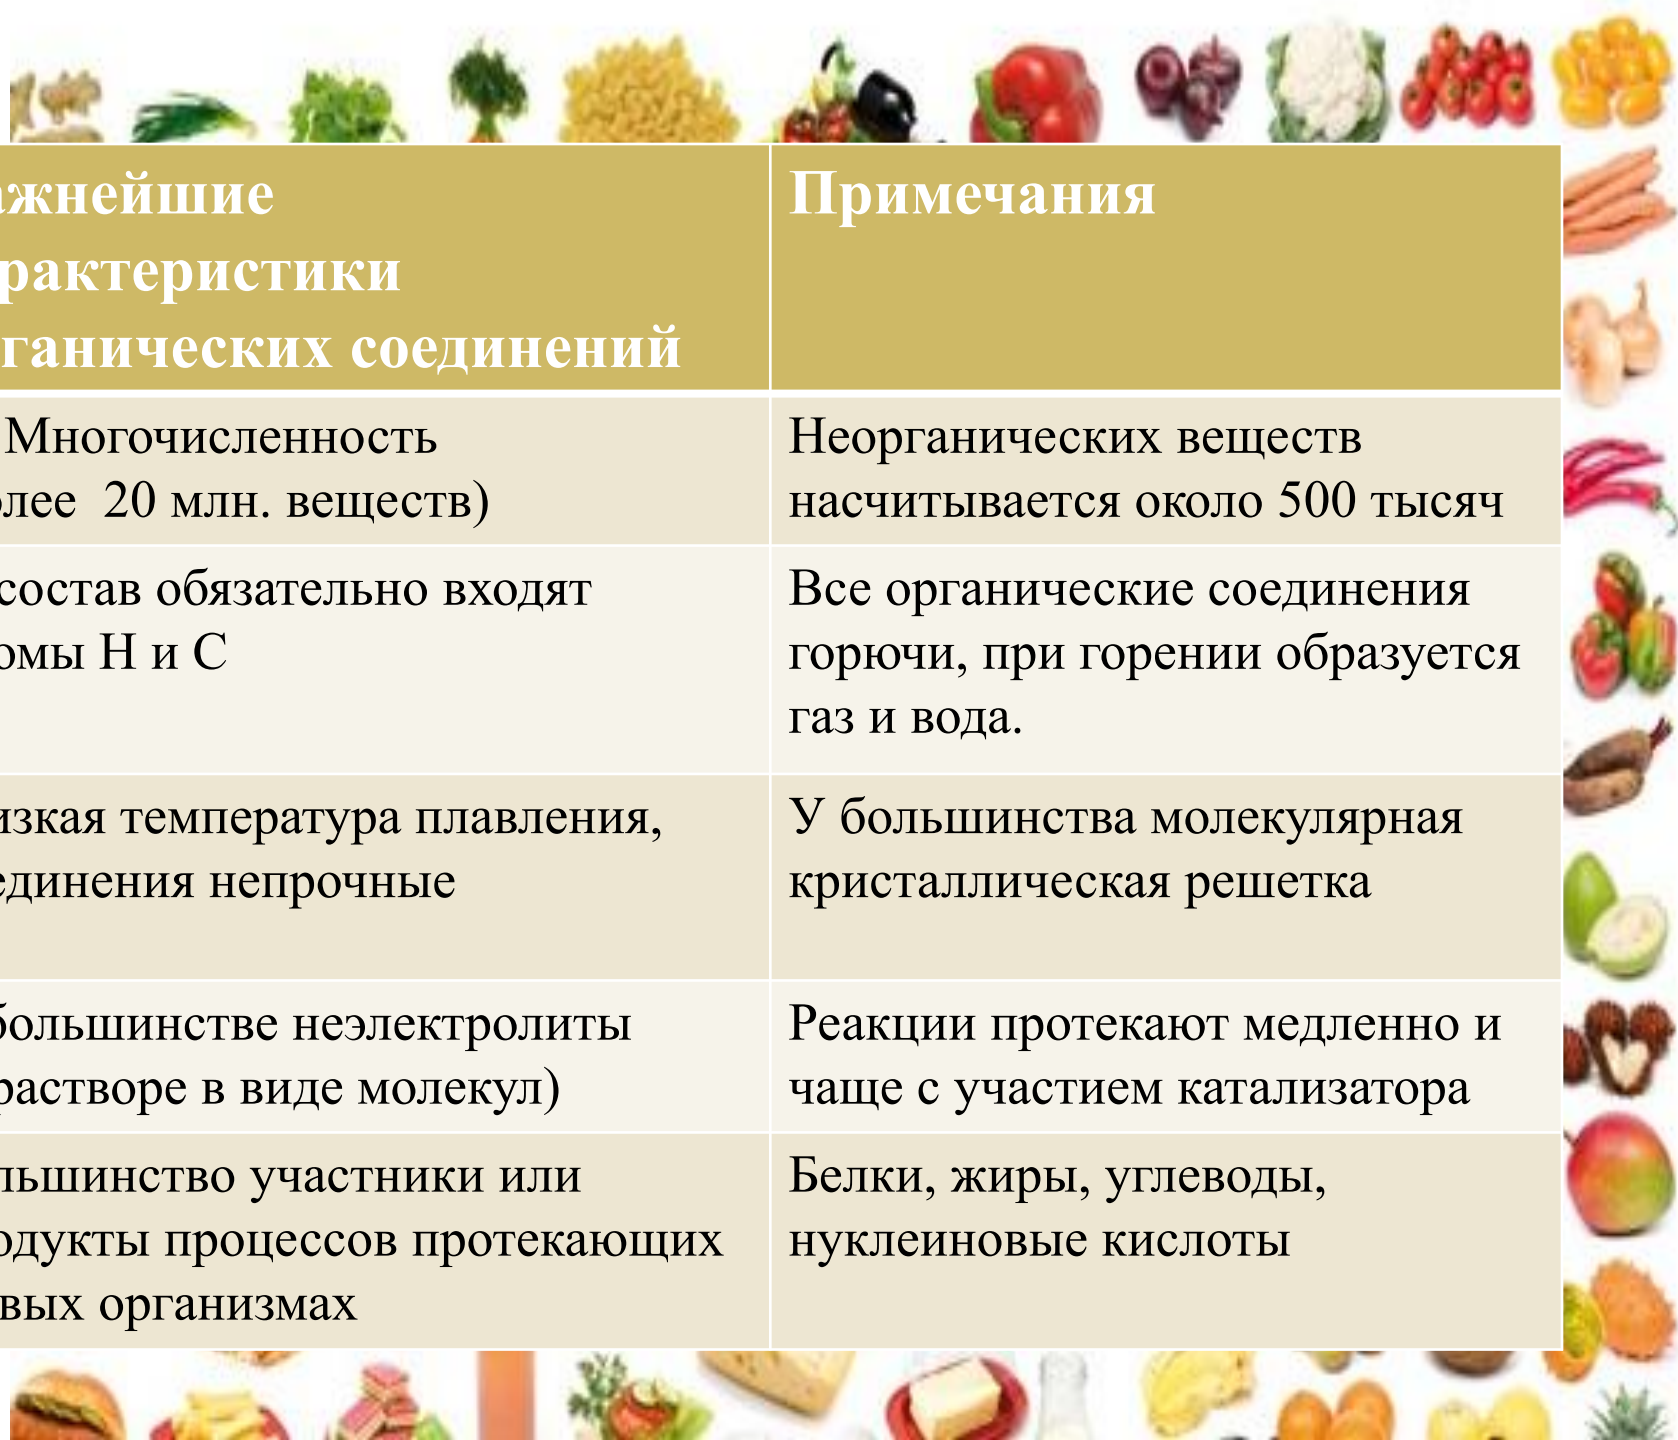 ажнейшие
рактеристики
ганических соединений
Примечания
Многочисленность
олее 20 млн. веществ)
Неорганических веществ
насчитывается около 500 тысяч
состав обязательно входят
омы Н и С
Все органические соединения
горючи, при горении образуется
газ и вода.
изкая температура плавления,
единения непрочные
У большинства молекулярная
кристаллическая решетка
большинстве неэлектролиты
растворе в виде молекул)
Реакции протекают медленно и
чаще с участием катализатора
льшинство участники или
одукты процессов протекающих
вых организмах
Белки, жиры, углеводы,
нуклеиновые кислоты